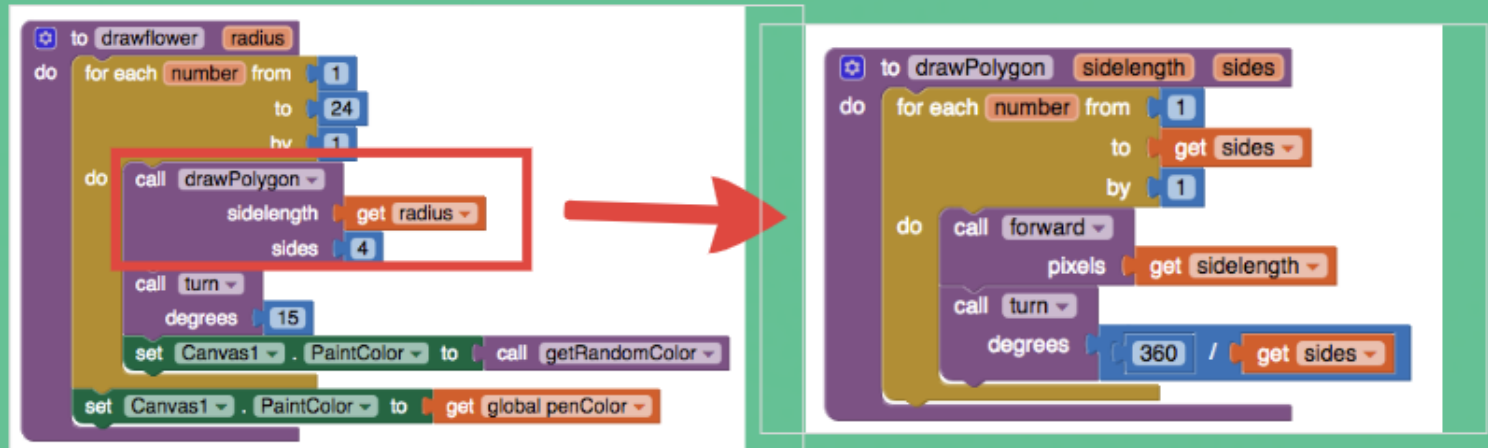 to drawflower radius
do for each number from 1
to 24
by 1
do call drawPolygon
sidelength get radius
sides 4
call turn
degrees 15
set Canvas1 . PaintColor to call getRandomColor
set Canvas1 . PaintColor to get global penColor
to drawPolygon sidelength sides
do for each number from 1
to get sides
by 1
do call forward
pixels get sidelength
call turn
degrees 360 / get sides